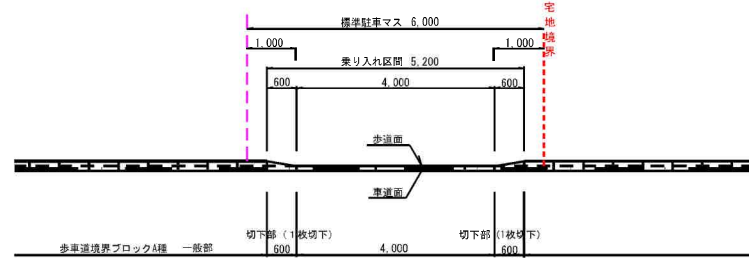 標準駐車マス 6,000
宅地境界
1,000
1,000
乗り入れ区間 5,200
600
4,000
600
歩道面
車道面
切下部（1枚切下）
切下部（1枚切下）
歩車道境界ブロックA種 一般部
600
4,000
600